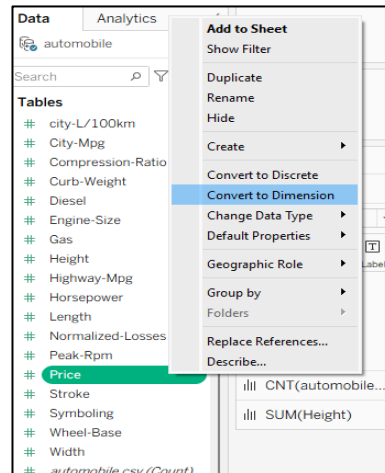 Data Analytics
automobile
Search
Tables
city-L/100km
City-Mpg
Compression-Ratio
Curb-Weight
Diesel
Engine-Size
Gas
Height
Highway-Mpg
Horsepower
Length
Normalized-Losses
Peak-Rpm
Price
Stroke
Symboling
Wheel-Base
Width
automobile.csv (Count)
Add to Sheet
Show Filter
Duplicate
Rename
Hide
Create
Convert to Discrete
Convert to Dimension
Change Data Type
Default Properties
Geographic Role
Group by
Folders
Replace References...
Describe...
T
Label
CNT(automobile...
SUM(Height)